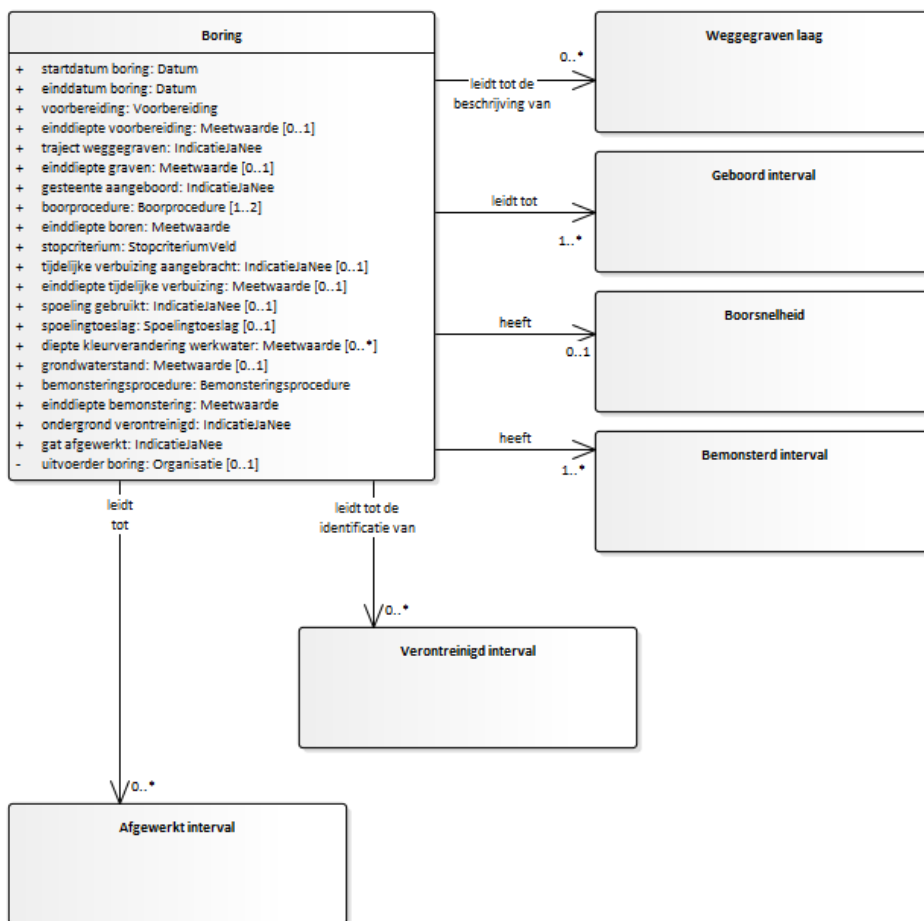 Boring
+ startdatum boring: Datum
+ einddatum boring: Datum
+ voorbereiding: Voorbereiding
+ einddiepte voorbereiding: Meetwaarde [0..1]
+ traject weggegraven: IndicatieJaNee
+ einddiepte graven: Meetwaarde [0..1]
+ gesteente aangeboord: IndicatieJaNee
+ boorprocedure: Boorprocedure [1..2]
+ einddiepte boren: Meetwaarde
+ stopcriterium: StopcriteriumVeld
+ tijdelijke verbuizing aangebracht: IndicatieJaNee [0..1]
+ einddiepte tijdelijke verbuizing: Meetwaarde [0..1]
+ spoeling gebruikt: IndicatieJaNee [0..1]
+ spoelingtoeslag: Spoelingtoeslag [0..1]
+ diepte kleurverandering werkwater: Meetwaarde [0..*]
+ grondwaterstand: Meetwaarde [0..1]
+ bemonsteringsprocedure: Bemonsteringsprocedure
+ einddiepte bemonstering: Meetwaarde
+ ondergrond verontreinigd: IndicatieJaNee
+ gat afgewerkt: IndicatieJaNee
- uitvoerder boring: Organisatie [0..1]
0..*
leidt tot de
beschrijving van
Weggegraven laag
leidt tot
1..*
Geboord interval
heeft
0..1
Boorsnelheid
heeft
1..*
Bemonsterd interval
leidt
tot
leidt tot de
identificatie van
0..*
Verontreinigd interval
0..*
Afgewerkt interval